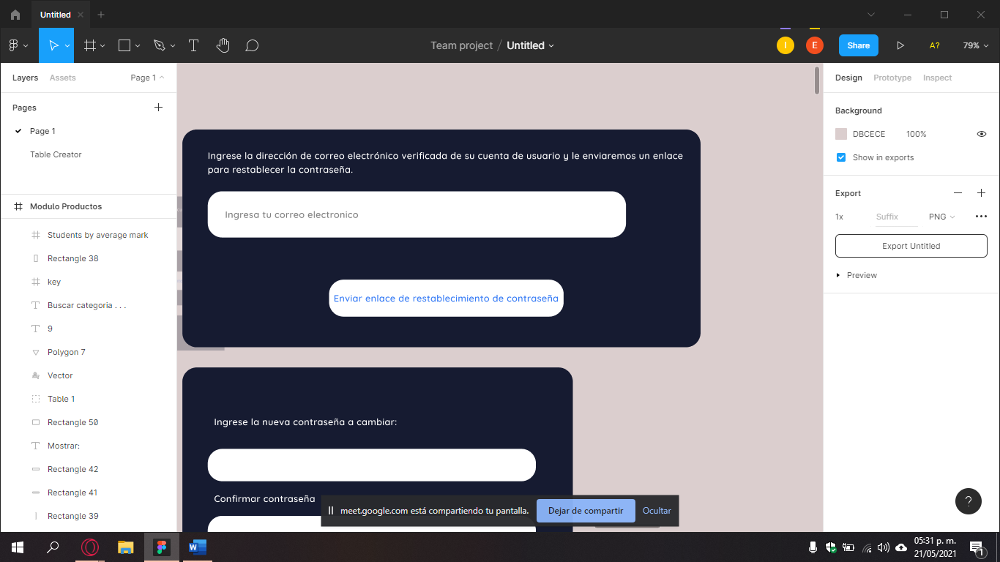 Untitled
Team project / Untitled
I
E
Share
A?
79%
Layers
Assets
Page 1
Pages
Page 1
Table Creator
Modulo Productos
Students by average mark
Rectangle 38
key
Buscar categoria . . .
9
Polygon 7
Vector
Table 1
Rectangle 50
Mostrar:
Rectangle 42
Rectangle 41
Rectangle 39
Ingrese la dirección de correo electrónico verificada de su cuenta de usuario y le enviaremos un enlace
para restablecer la contraseña.
Ingresa tu correo electronico
Enviar enlace de restablecimiento de contraseña
Ingrese la nueva contraseña a cambiar:
Confirmar contraseña
meet.google.com está compartiendo tu pantalla.
Dejar de compartir
Ocultar
Design
Prototype
Inspect
Background
DBCECE 100%
Show in exports
Export
1x Suffix PNG
Export Untitled
Preview
?
05:31 p. m.
21/05/2021
1